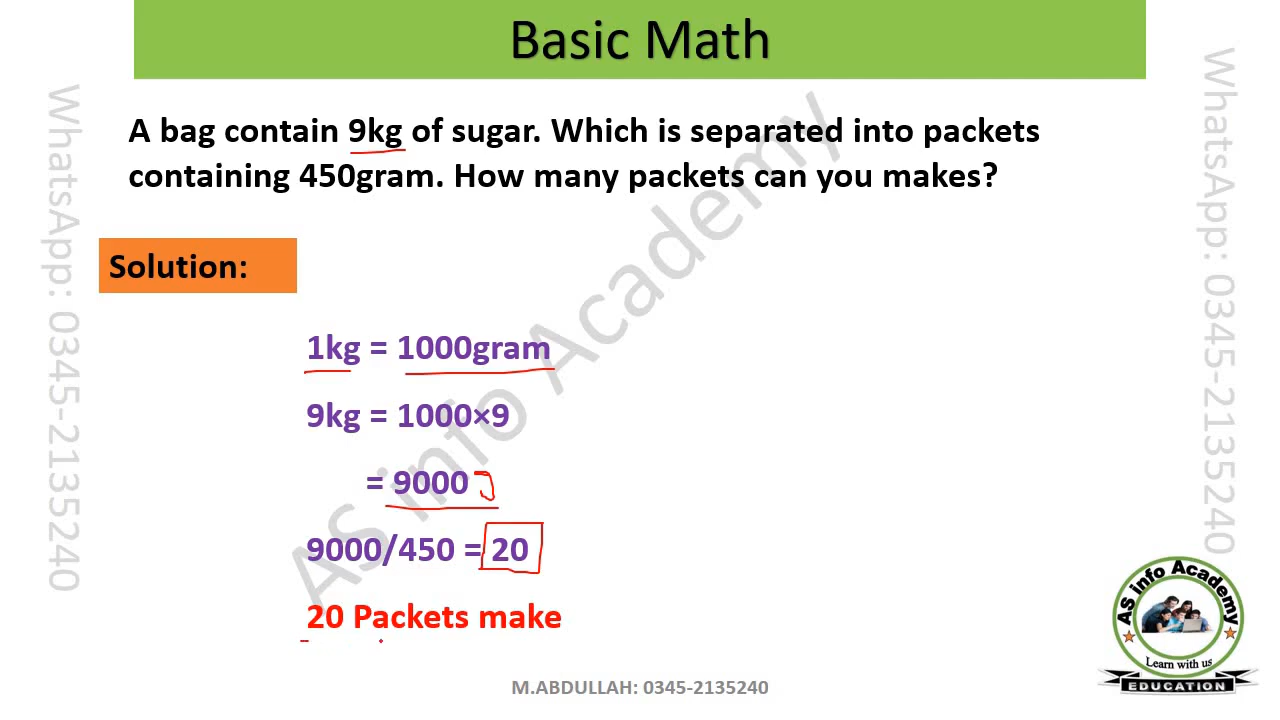 Basic Math
A bag contain 9kg of sugar. Which is separated into packets
containing 450gram. How many packets can you makes?
Solution:
1kg = 1000gram
9kg = 1000×9
= 9000
9000/450 = 20
20 Packets make
M.ABDULLAH: 0345-2135240
WhatsApp: 0345-2135240
WhatsApp: 0345-2135240
AS info Academy
AS info Academy
Learn with us
EDUCATION